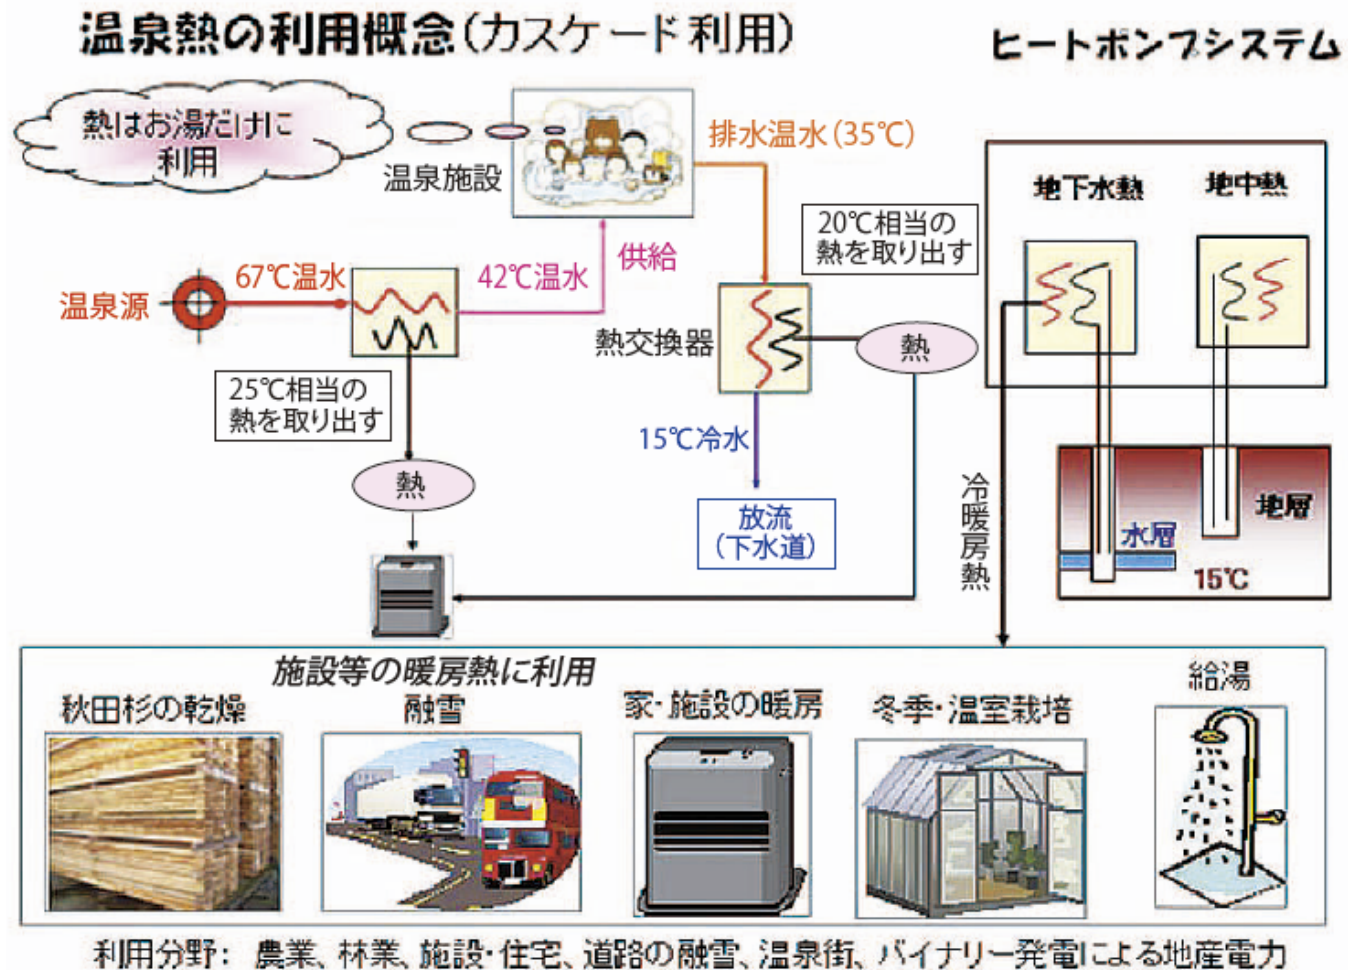 温泉熱の利用概念(カスケード利用)
ヒートポンプシステム
熱はお湯だけに
利用
温泉施設
排水温水(35℃)
20℃相当の
熱を取り出す
地下水熱
地中熱
温泉源
67℃温水
42℃温水
供給
熱交換器
熱
25℃相当の
熱を取り出す
熱
15℃冷水
放流
(下水道)
冷暖房熱
水層
地層
15℃
施設等の暖房熱に利用
秋田杉の乾燥
融雪
家・施設の暖房
冬季・温室栽培
給湯
利用分野: 農業、林業、施設・住宅、道路の融雪、温泉街、バイナリー発電による地産電力